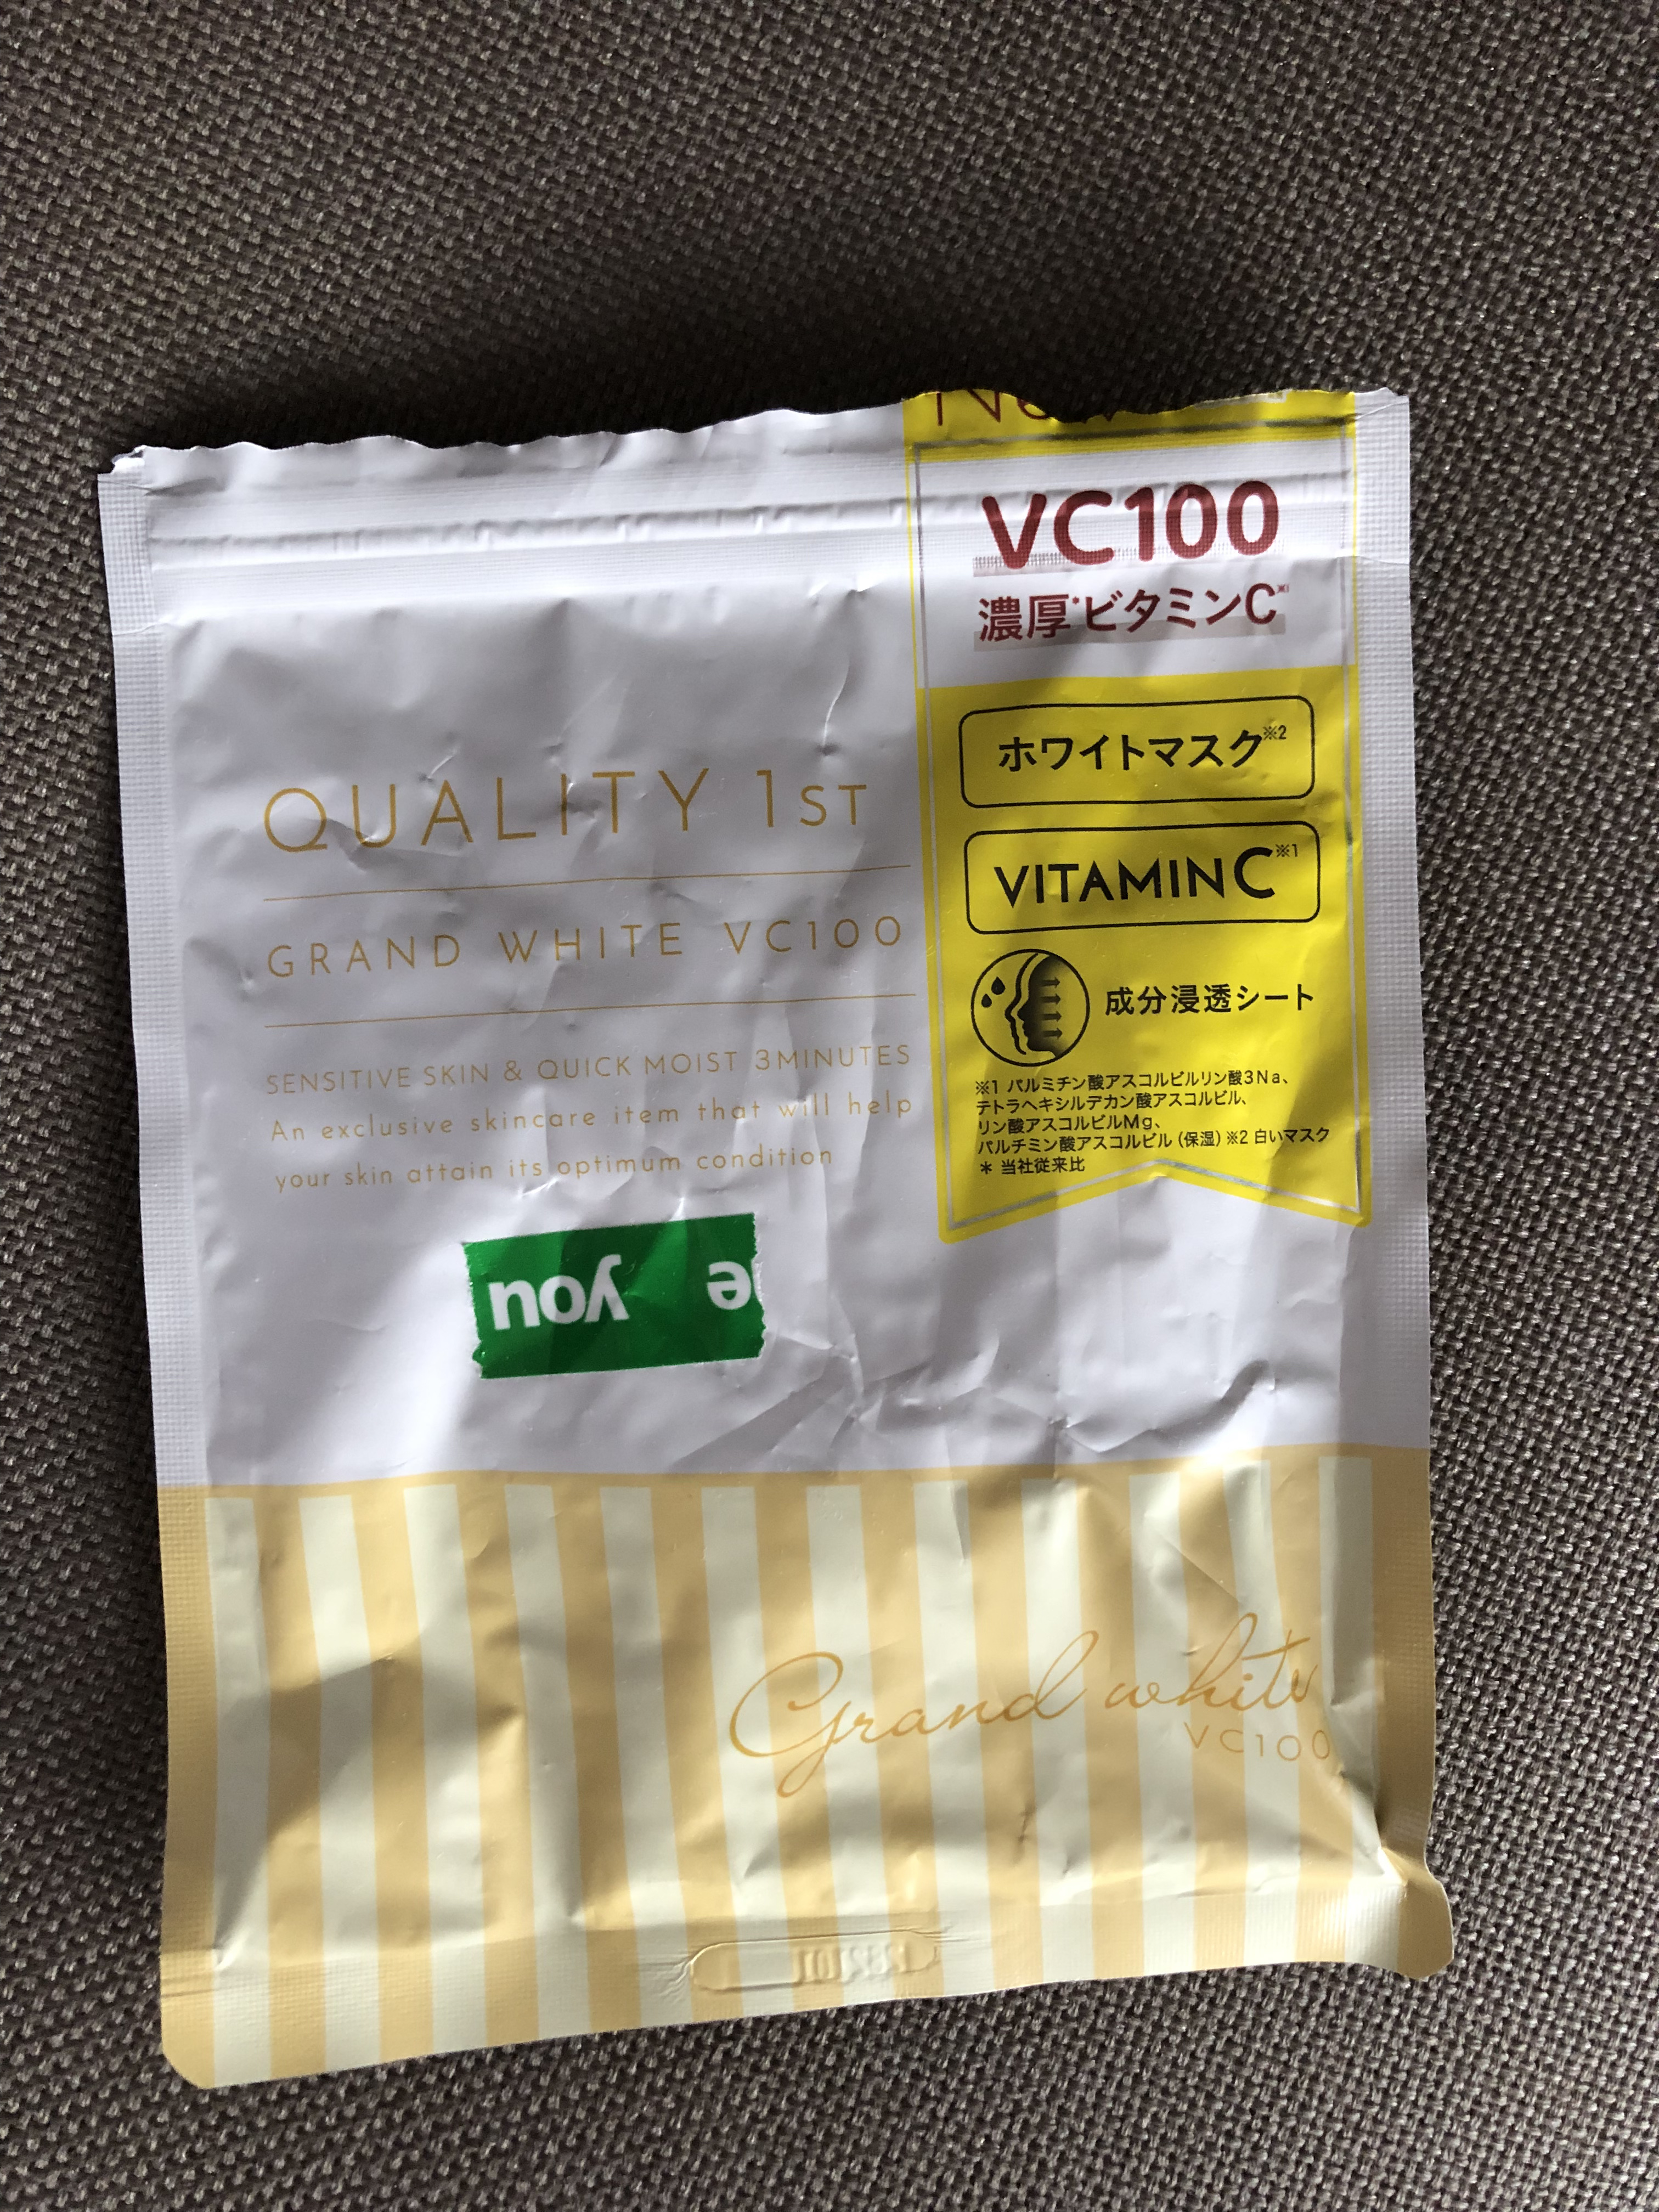 New
VC100
濃厚*ビタミンC※1
ホワイトマスク※2
VITAMIN C※1
成分浸透シート
※1 パルミチン酸アスコルビルリン酸3Na、
テトラヘキシルデカン酸アスコルビル、
リン酸アスコルビルMg、
パルチミン酸アスコルビル(保湿) ※2 白いマスク
* 当社従来比
QUALITY 1ST
GRAND WHITE VC100
SENSITIVE SKIN & QUICK MOIST 3MINUTES
An exclusive skincare item that will help
your skin attain its optimum condition
you
Grand white
VC100